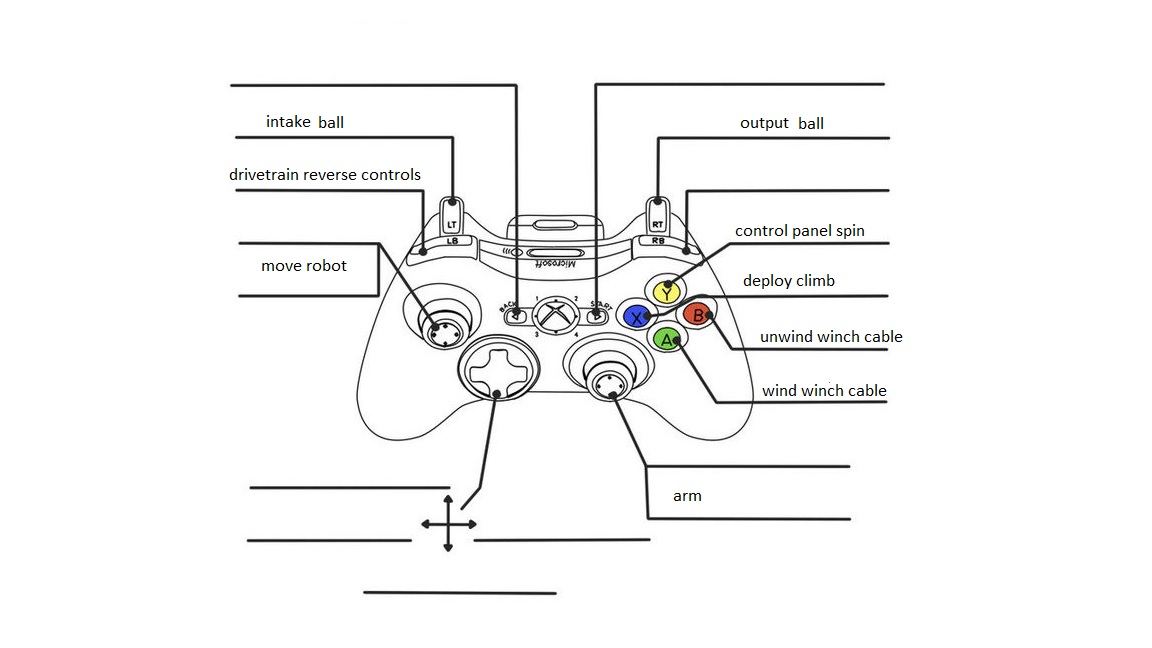 intake ball
output ball
drivetrain reverse controls
LT
RT
LB
RB
control panel spin
Microsoft
move robot
deploy climb
Y
BACK
1
2
START
X
B
unwind winch cable
3
4
A
wind winch cable
arm